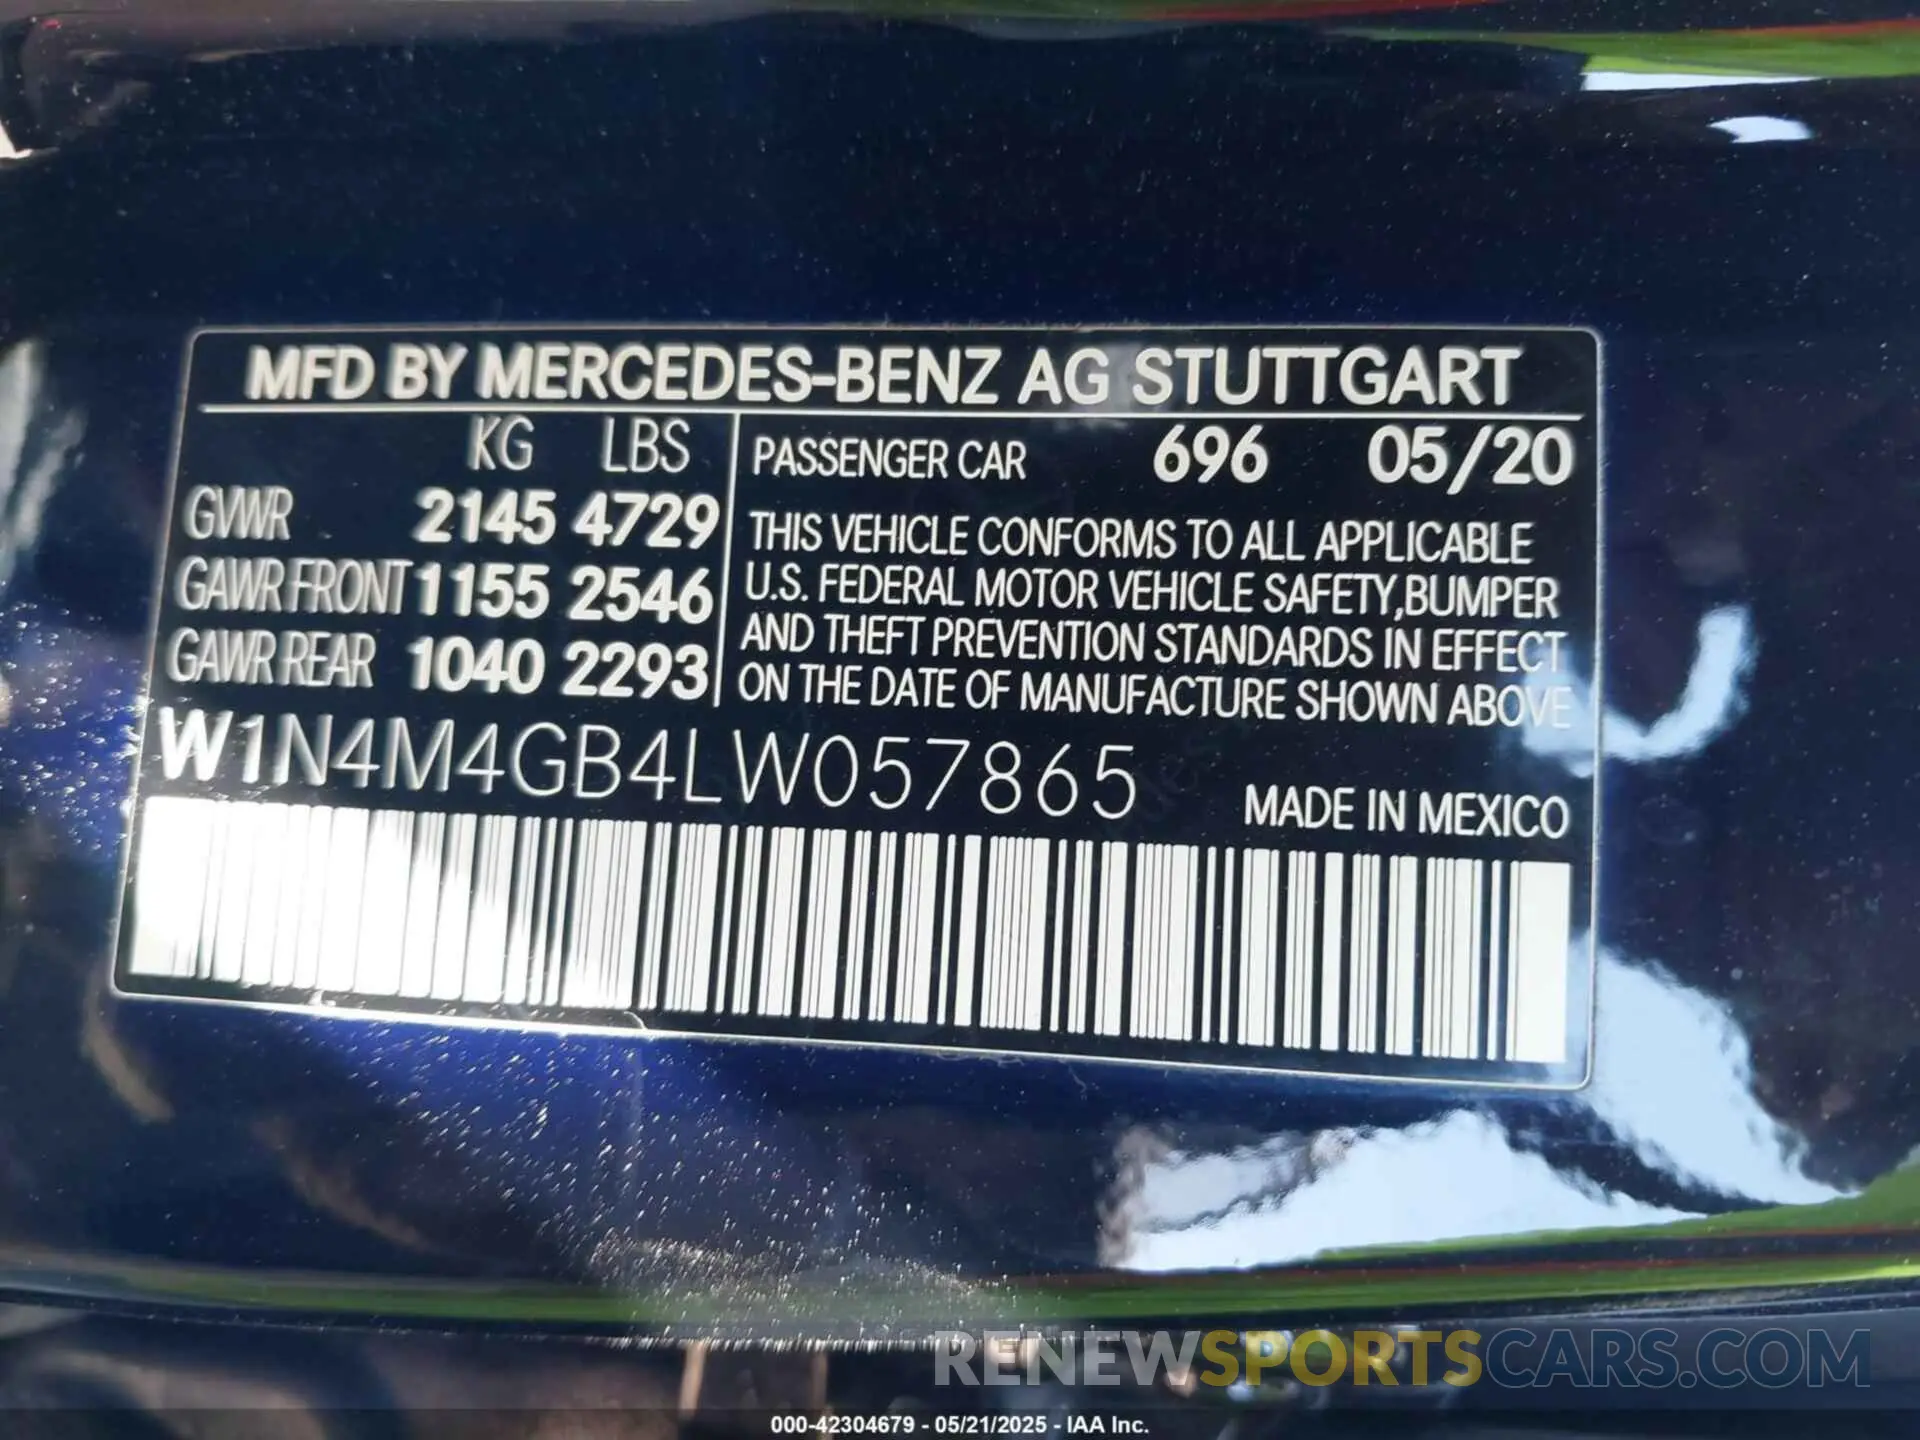 MFD BY MERCEDES-BENZ AG STUTTGART
KG LBS
GVWR 2145 4729
GAWR FRONT 1155 2546
GAWR REAR 1040 2293
PASSENGER CAR 696 05/20
THIS VEHICLE CONFORMS TO ALL APPLICABLE
U.S. FEDERAL MOTOR VEHICLE SAFETY,BUMPER
AND THEFT PREVENTION STANDARDS IN EFFECT
ON THE DATE OF MANUFACTURE SHOWN ABOVE
W1N4M4GB4LW057865
MADE IN MEXICO
RENEWSPORTSCARS.COM
000-42304679 - 05/21/2025 - IAA Inc.